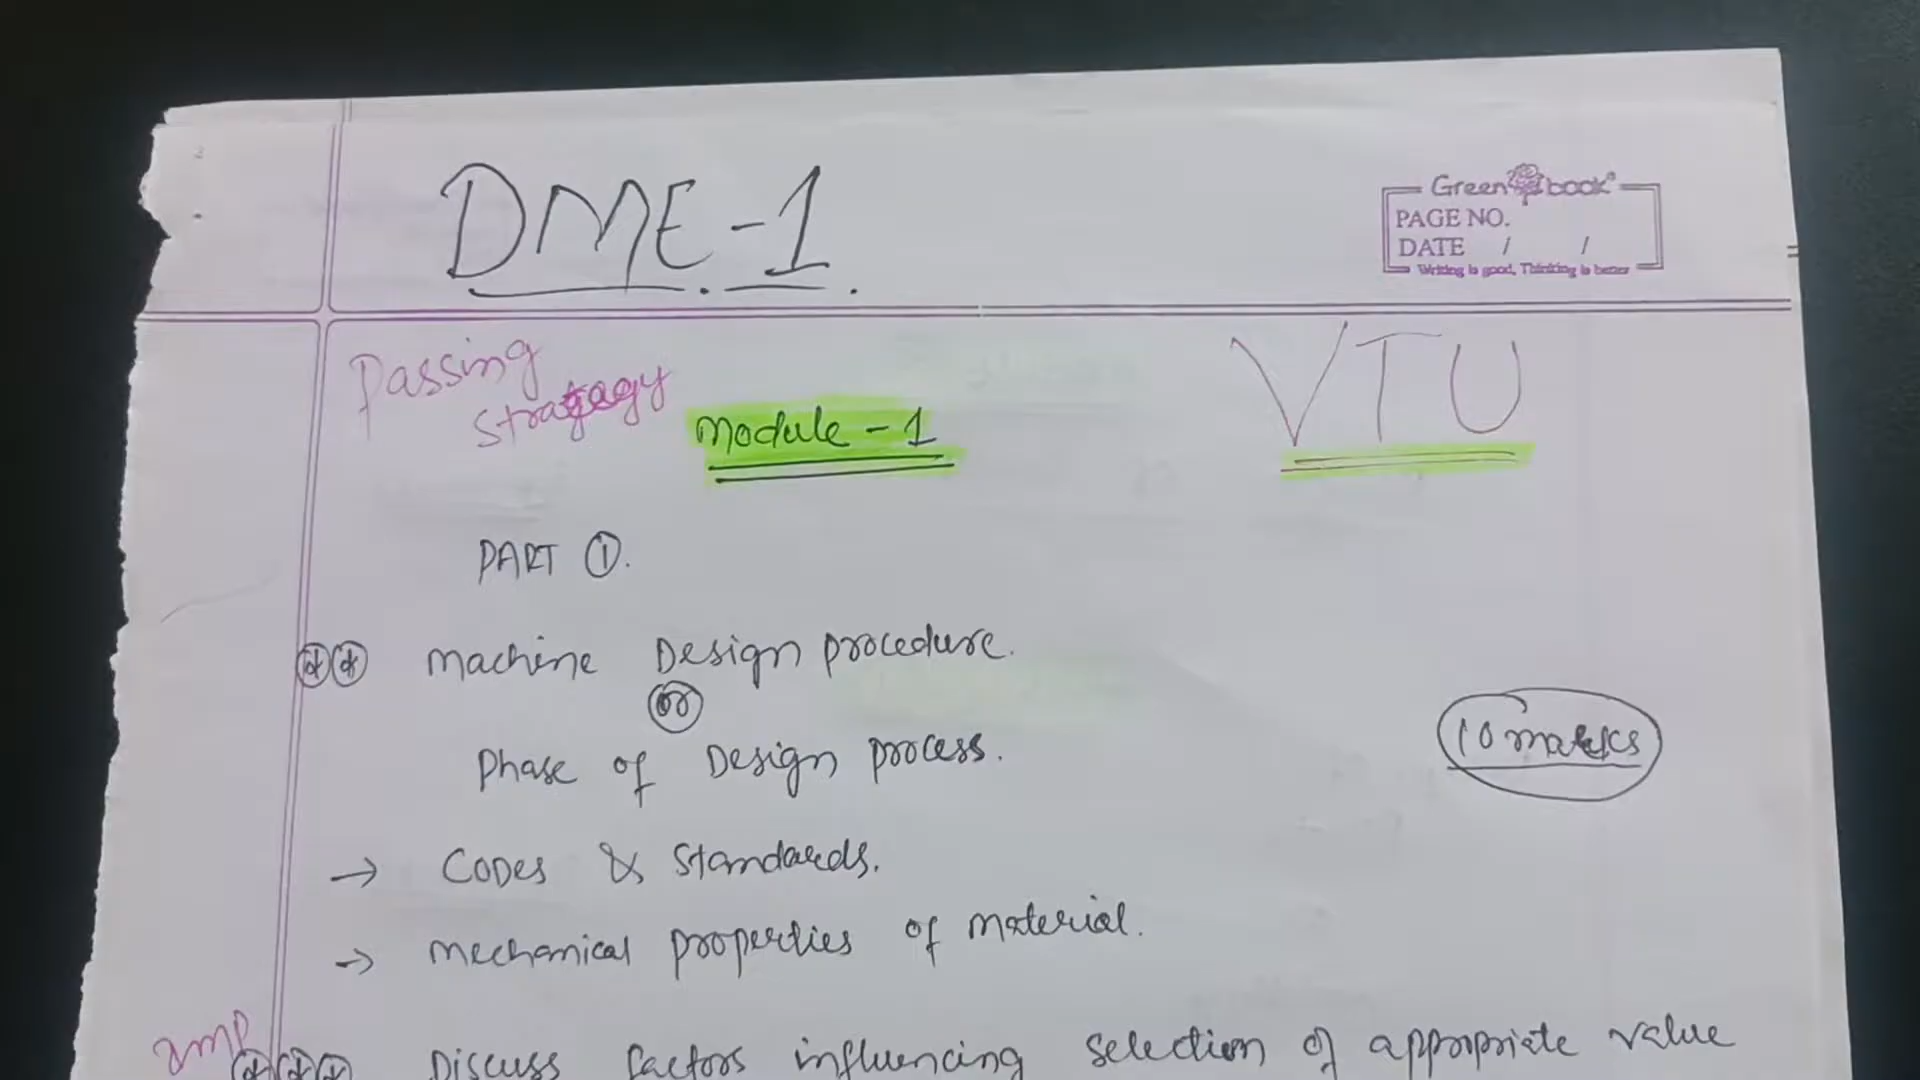 DME-1
Green book
PAGE NO.
DATE / /
Writing is good, Thinking is better
Passing
Strategy
VTU
Module - 1
PART ①.
Machine Design procedure.
or
Phase of Design process.
10 marks
→ Codes & Standards.
→ Mechanical properties of material.
Imp
Discuss factors influencing selection of appropriate value